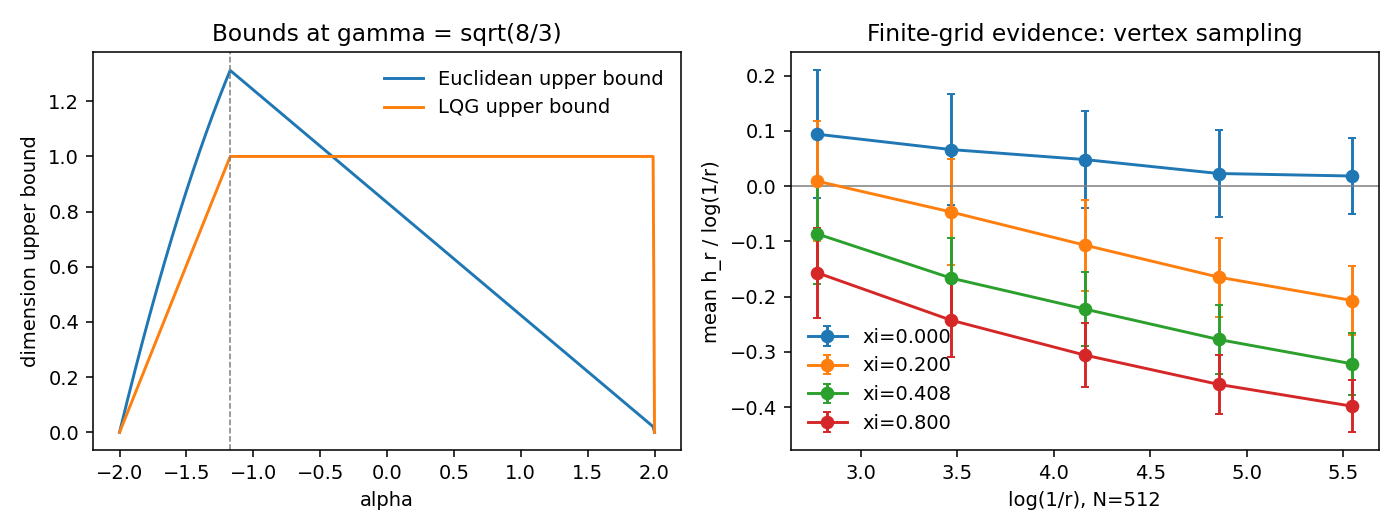 Bounds at gamma = sqrt(8/3)
dimension upper bound
1.2
1.0
0.8
0.6
0.4
0.2
0.0
Euclidean upper bound
LQG upper bound
−2.0 −1.5 −1.0 −0.5 0.0 0.5 1.0 1.5 2.0
alpha
Finite-grid evidence: vertex sampling
mean h_r / log(1/r)
0.2
0.1
0.0
−0.1
−0.2
−0.3
−0.4
xi=0.000
xi=0.200
xi=0.408
xi=0.800
3.0 3.5 4.0 4.5 5.0 5.5
log(1/r), N=512